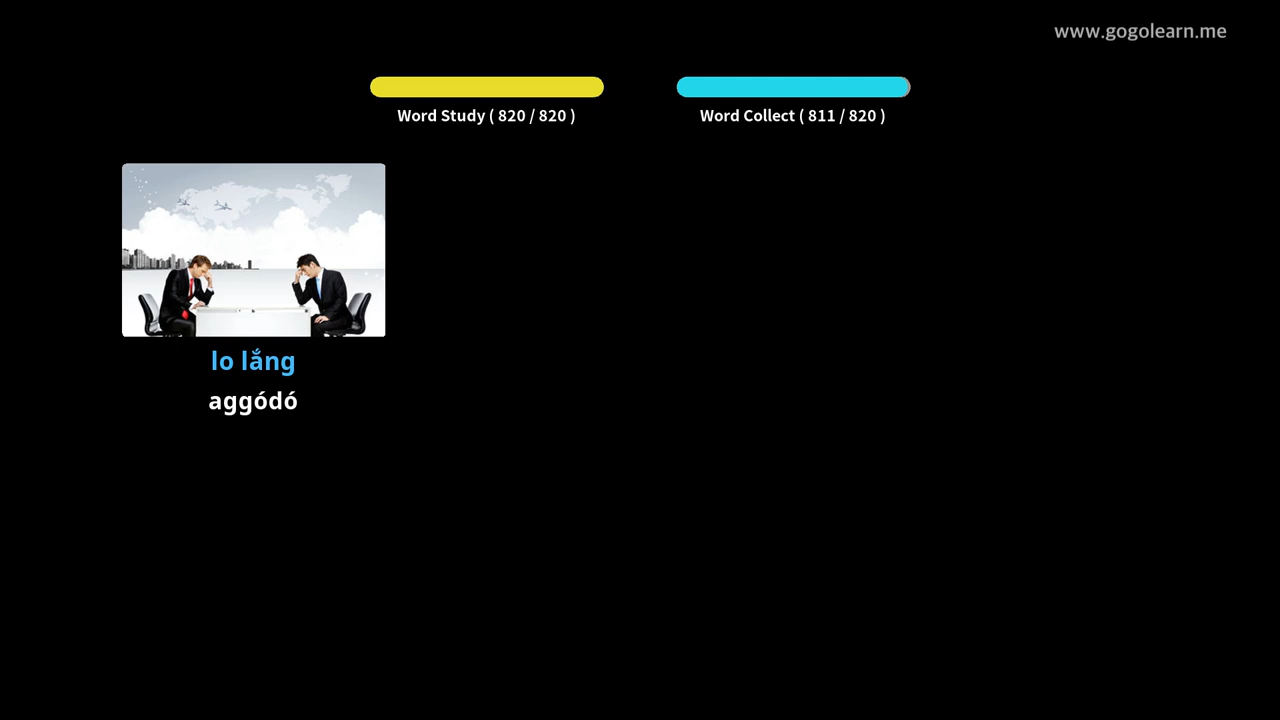 www.gogolearn.me
Word Study ( 820 / 820 )
Word Collect ( 811 / 820 )
lo lắng
aggódó